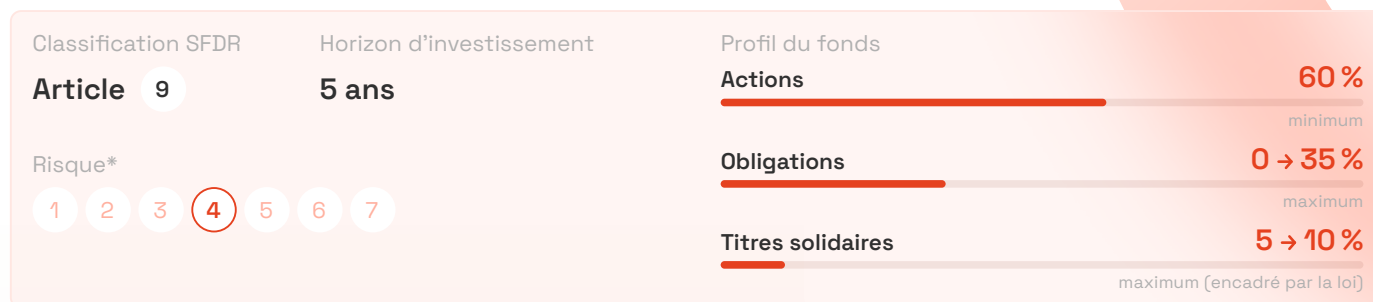 Classification SFDR
Article 9
Horizon d'investissement
5 ans
Risque*
1 2 3 4 5 6 7
Profil du fonds
Actions 60 %
minimum
Obligations 0 → 35 %
maximum
Titres solidaires 5 → 10 %
maximum (encadré par la loi)